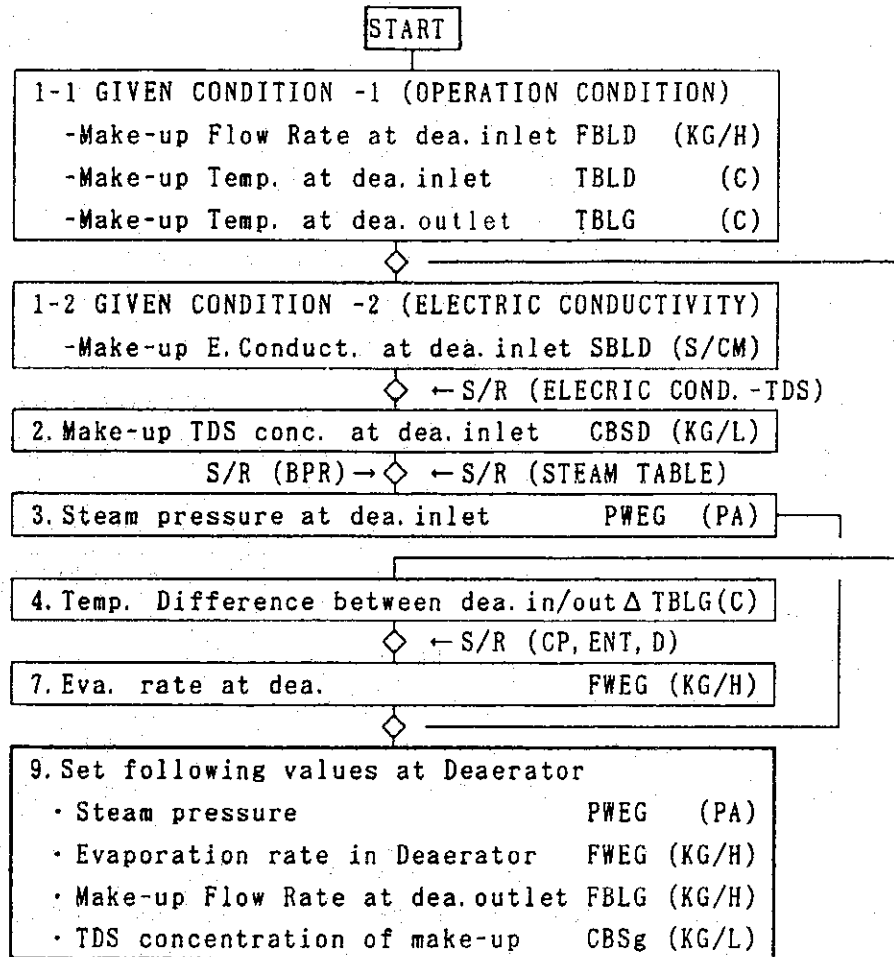 START
1-1 GIVEN CONDITION -1 (OPERATION CONDITION)
-Make-up Flow Rate at dea.inlet FBLD (KG/H)
-Make-up Temp. at dea.inlet TBLD (C)
-Make-up Temp. at dea.outlet TBLG (C)
1-2 GIVEN CONDITION -2 (ELECTRIC CONDUCTIVITY)
-Make-up E.Conduct. at dea.inlet SBLD (S/CM)
←S/R (ELECRIC COND.-TDS)
2.Make-up TDS conc. at dea.inlet CBSD (KG/L)
S/R (BPR)→ ←S/R (STEAM TABLE)
3.Steam pressure at dea.inlet PWEG (PA)
4.Temp. Difference between dea.in/out Δ TBLG(C)
←S/R (CP,ENT,D)
7.Eva. rate at dea. FWEG (KG/H)
9.Set following values at Deaerator
・Steam pressure PWEG (PA)
・Evaporation rate in Deaerator FWEG (KG/H)
・Make-up Flow Rate at dea.outlet FBLG (KG/H)
・TDS concentration of make-up CBSg (KG/L)